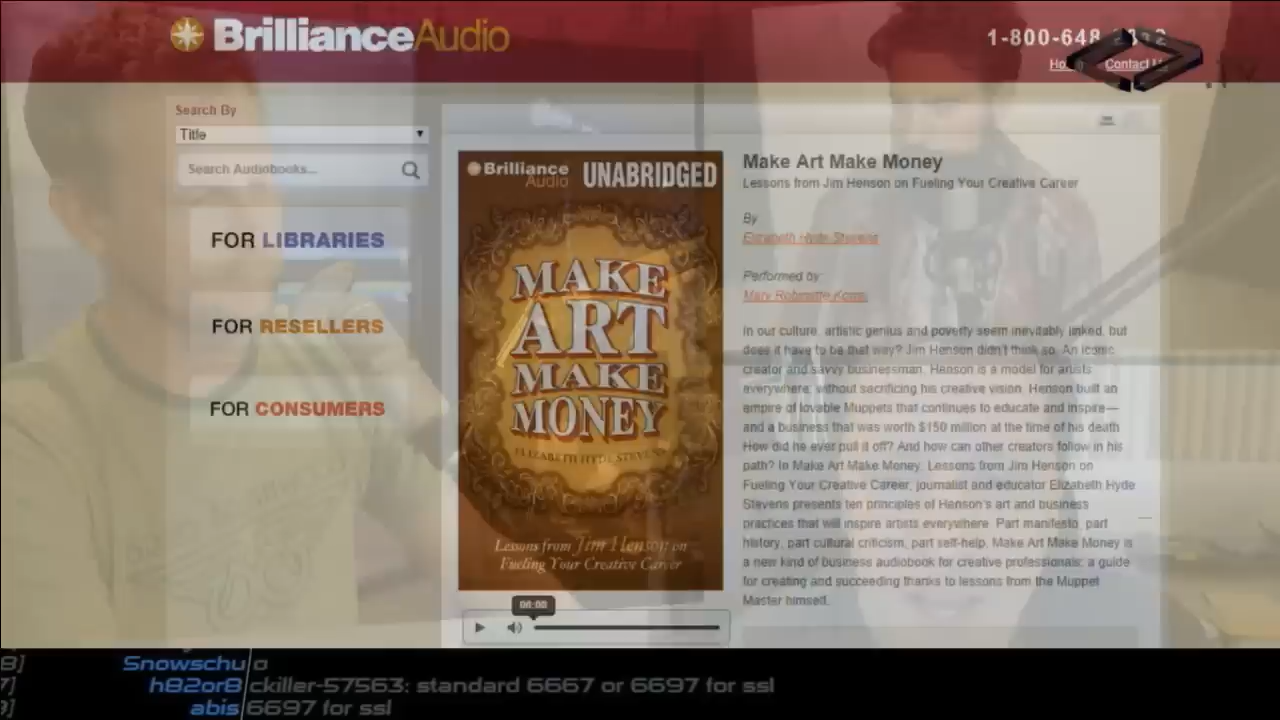 BrillianceAudio
1-800-648
Contact
Search By
Title
Search Audiobooks...
FOR LIBRARIES
FOR RESELLERS
FOR CONSUMERS
Brilliance Audio
UNABRIDGED
MAKE
ART
MAKE
MONEY
ELIZABETH HYDE STEVENS
Lessons from Jim Henson on
Fueling Your Creative Career
00:00
Make Art Make Money
Lessons from Jim Henson on Fueling Your Creative Career
By
Elizabeth Hyde Stevens
Performed by
Mary Robinette Kowal
In our culture, artistic genius and poverty seem inevitably linked, but
does it have to be that way? Jim Henson didn't think so. An iconic
creator and savvy businessman, Henson is a model for artists
everywhere: without sacrificing his creative vision, Henson built an
empire of lovable Muppets that continues to educate and inspire—
and a business that was worth $150 million at the time of his death.
How did he ever pull it off? And how can other creators follow in his
path? In Make Art Make Money: Lessons from Jim Henson on
Fueling Your Creative Career, journalist and educator Elizabeth Hyde
Stevens presents ten principles of Henson's art and business
practices that will inspire artists everywhere. Part manifesto, part
history, part cultural criticism, part self-help, Make Art Make Money is
a new kind of business audiobook for creative professionals: a guide
for creating and succeeding thanks to lessons from the Muppet
Master himself.
8] Snowschu o
7] h82or8 ckiller-57563: standard 6667 or 6697 for ssl
abis 6697 for ssl